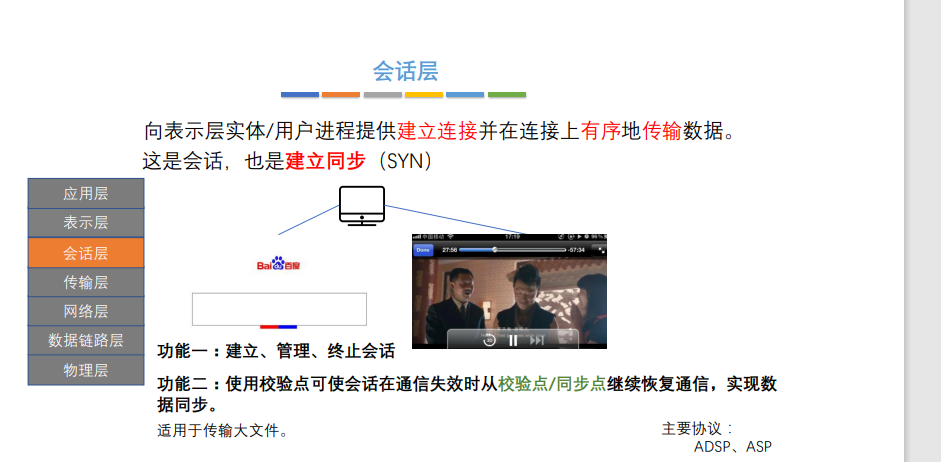 会话层
向表示层实体/用户进程提供建立连接并在连接上有序地传输数据。
这是会话，也是建立同步（SYN）
应用层
表示层
会话层
传输层
网络层
数据链路层
物理层
Bai百度
中国移动 17:19 96%
Done 27:56 -57:34
功能一：建立、管理、终止会话
功能二：使用校验点可使会话在通信失效时从校验点/同步点继续恢复通信，实现数
据同步。
适用于传输大文件。
主要协议：
ADSP、ASP